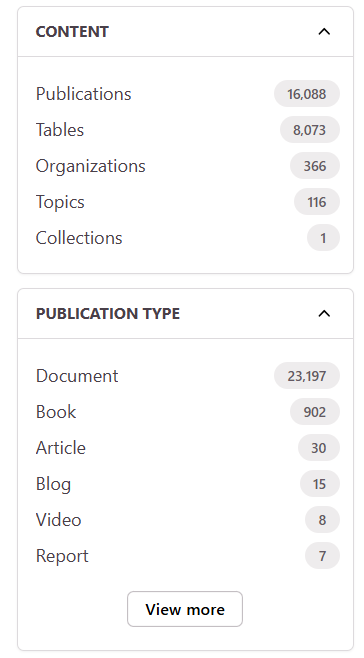 CONTENT
Publications 16,088
Tables 8,073
Organizations 366
Topics 116
Collections 1
PUBLICATION TYPE
Document 23,197
Book 902
Article 30
Blog 15
Video 8
Report 7
View more